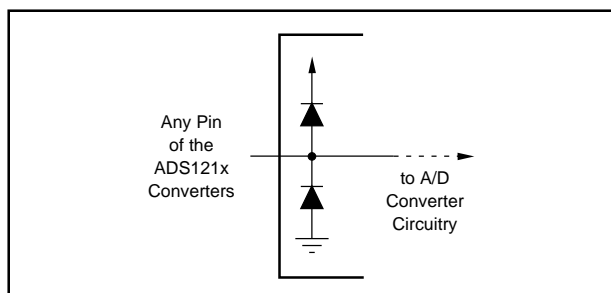 Any Pin
of the
ADS121x
Converters
to A/D
Converter
Circuitry